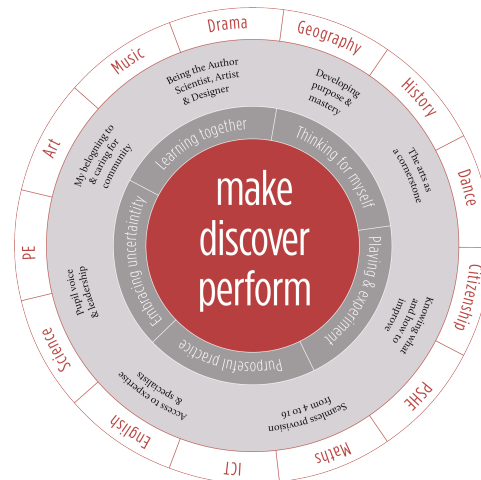 make
discover
perform
Learning together
Thinking for myself
Playing & experiment
Purposeful practice
Embracing uncertaintity
Being the Author
Scientist, Artist
& Designer
Developing
purpose &
mastery
The arts as
a cornerstone
Knowing what
and how to
improve
Seamless provision
from 4 to 16
Access to expertise
& specialists
Pupil voice
& leadership
My belogning to
& caring for
community
Drama
Geography
History
Dance
Citizenship
PSHE
Maths
ICT
English
Science
PE
Art
Music